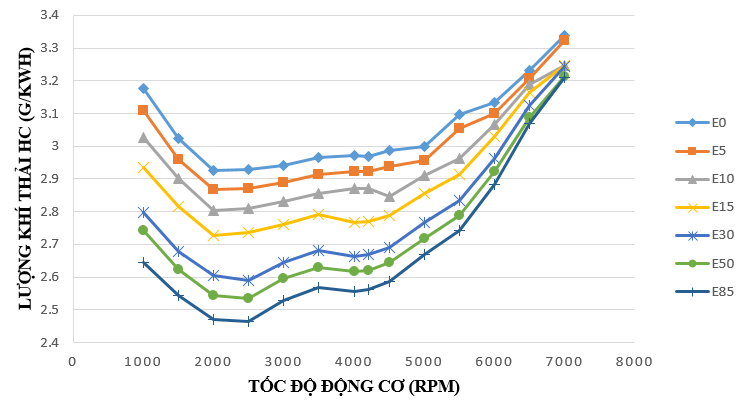 3.4
3.3
3.2
3.1
3
2.9
2.8
2.7
2.6
2.5
2.4
LƯỢNG KHÍ THẢI HC (G/KWH)
0 1000 2000 3000 4000 5000 6000 7000 8000
TỐC ĐỘ ĐỘNG CƠ (RPM)
E0
E5
E10
E15
E30
E50
E85